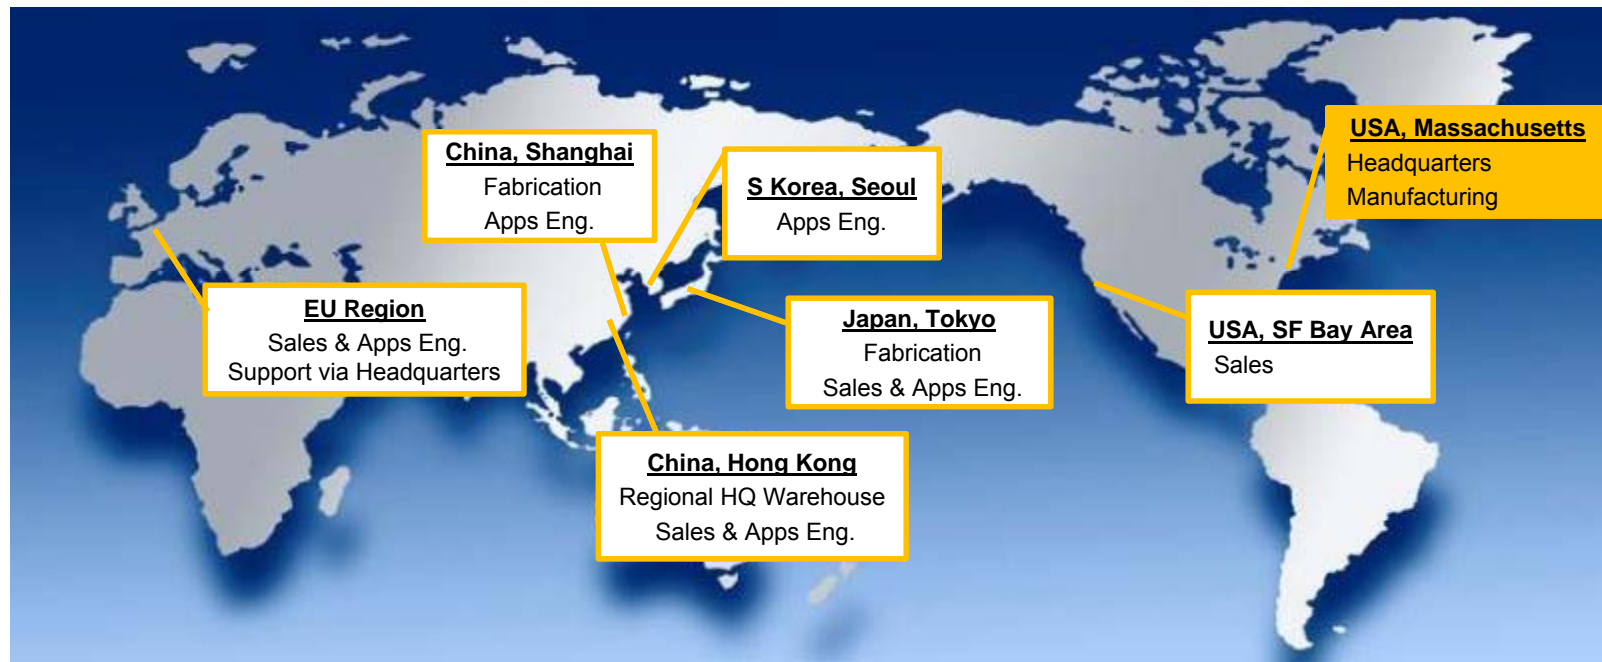 China, Shanghai
Fabrication
Apps Eng.
S Korea, Seoul
Apps Eng.
USA, Massachusetts
Headquarters
Manufacturing
EU Region
Sales & Apps Eng.
Support via Headquarters
Japan, Tokyo
Fabrication
Sales & Apps Eng.
USA, SF Bay Area
Sales
China, Hong Kong
Regional HQ Warehouse
Sales & Apps Eng.